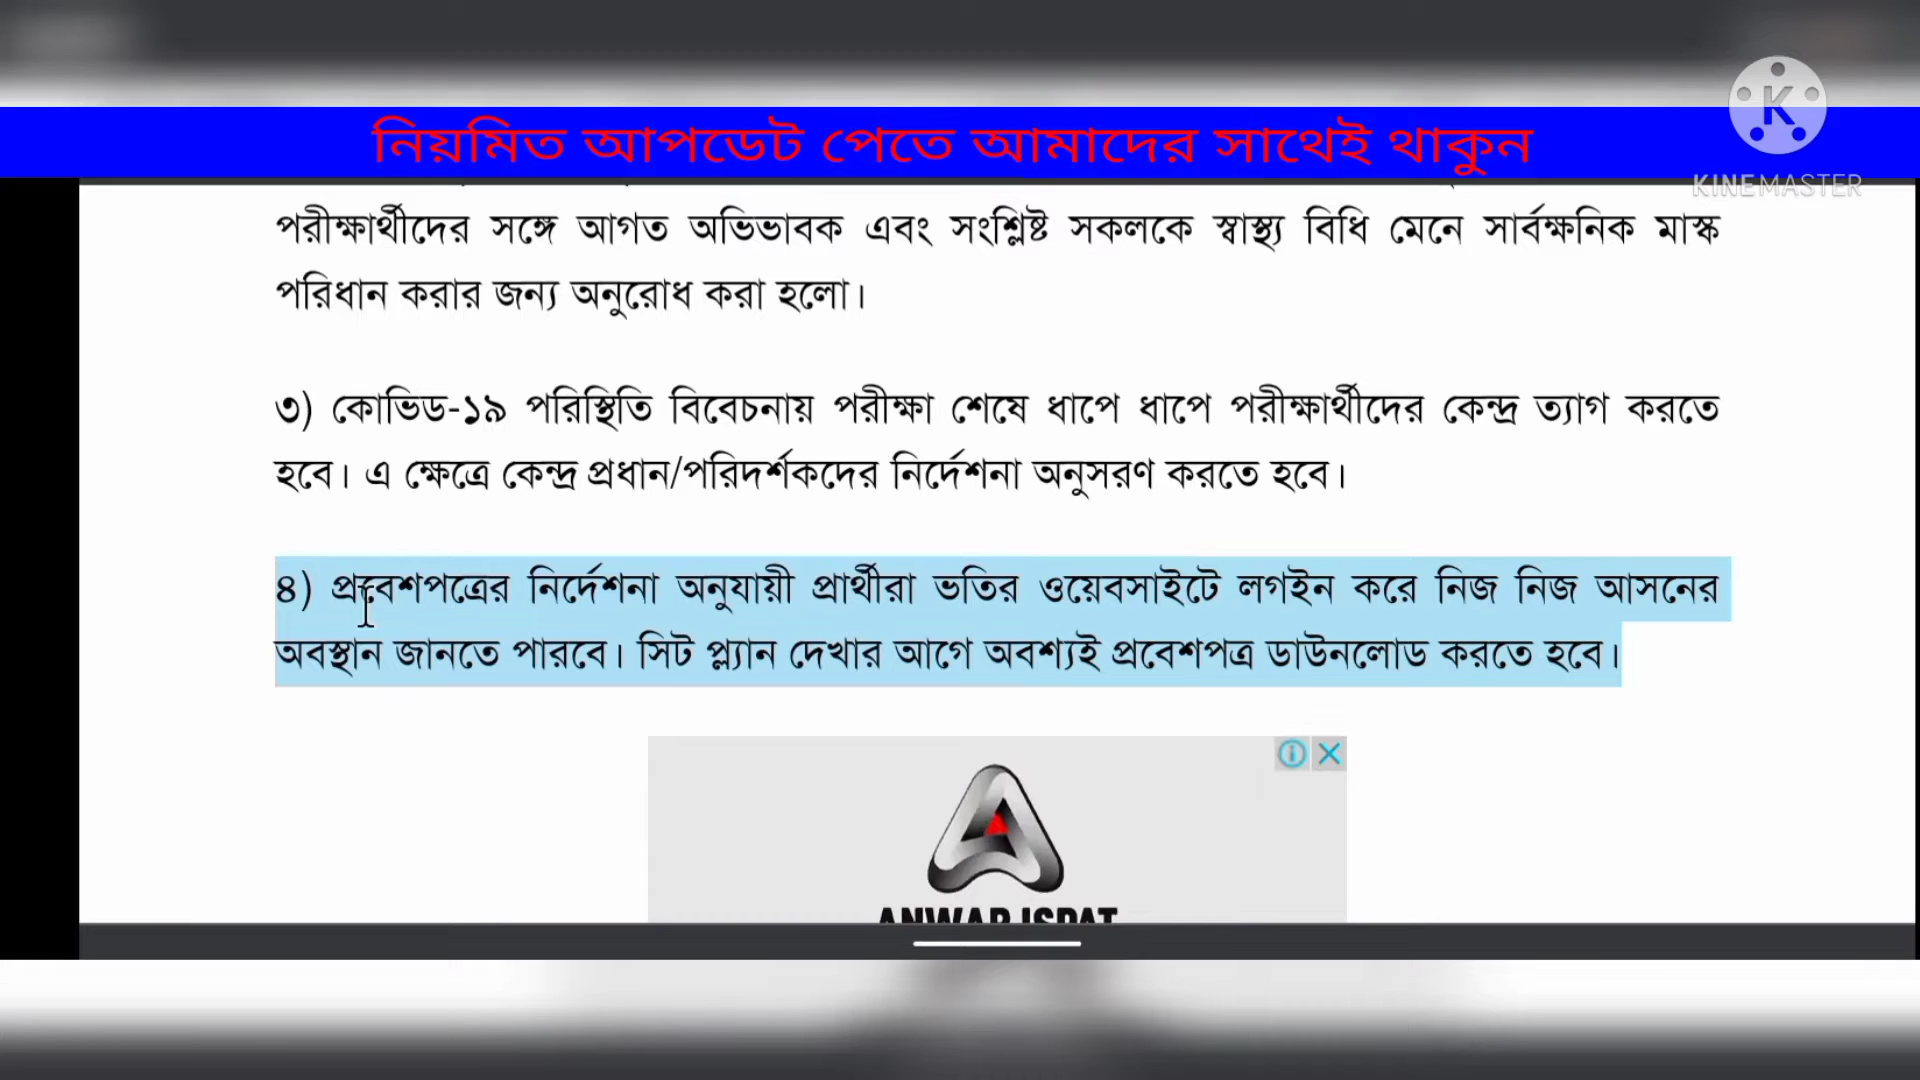 নিয়মিত আপডেট পেতে আমাদের সাথেই থাকুন
K
KINEMASTER
পরীক্ষার্থীদের সঙ্গে আগত অভিভাবক এবং সংশ্লিষ্ট সকলকে স্বাস্থ্য বিধি মেনে সার্বক্ষনিক মাস্ক
পরিধান করার জন্য অনুরোধ করা হলো।
৩) কোভিড-১৯ পরিস্থিতি বিবেচনায় পরীক্ষা শেষে ধাপে ধাপে পরীক্ষার্থীদের কেন্দ্র ত্যাগ করতে
হবে। এ ক্ষেত্রে কেন্দ্র প্রধান/পরিদর্শকদের নির্দেশনা অনুসরণ করতে হবে।
৪) প্রবেশপত্রের নির্দেশনা অনুযায়ী প্রার্থীরা ভতির ওয়েবসাইটে লগইন করে নিজ নিজ আসনের
অবস্থান জানতে পারবে। সিট প্ল্যান দেখার আগে অবশ্যই প্রবেশপত্র ডাউনলোড করতে হবে।
ANWAR ISPAT